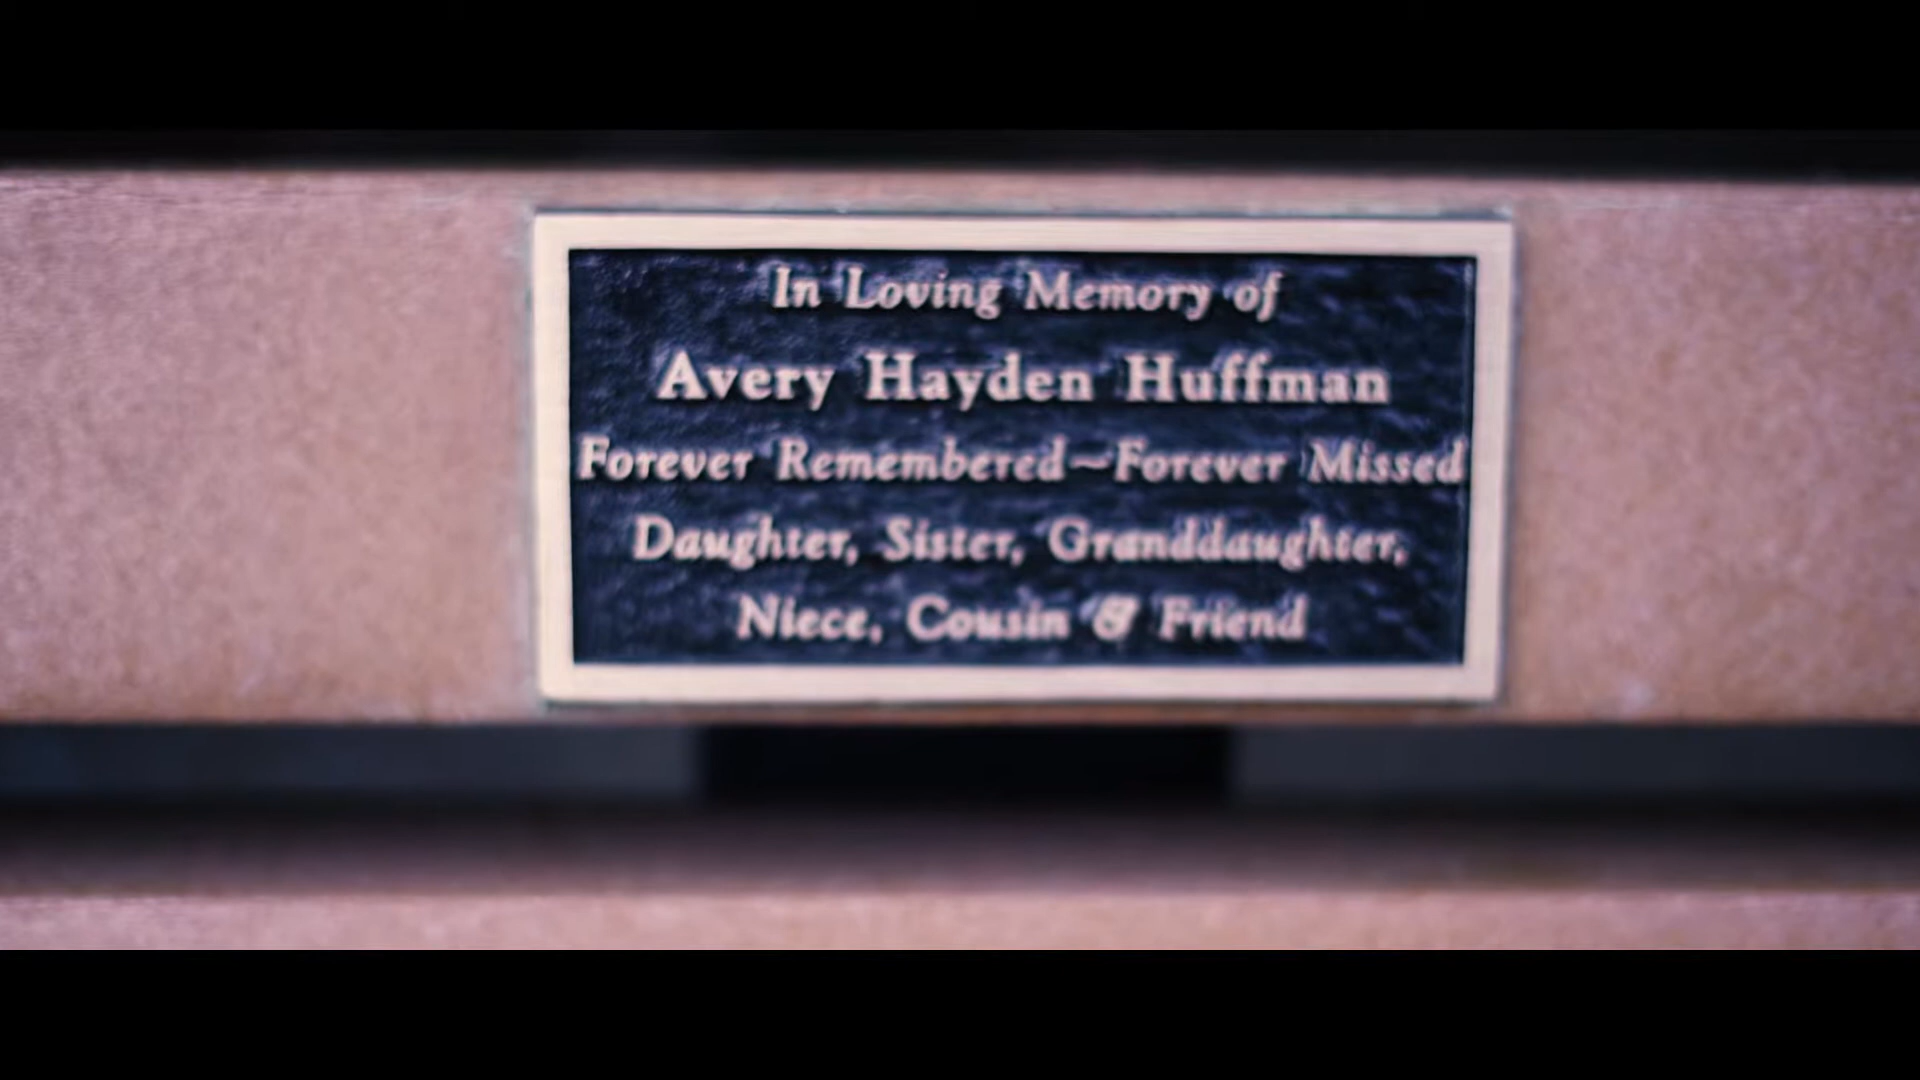 In Loving Memory of
Avery Hayden Huffman
Forever Remembered~Forever Missed
Daughter, Sister, Granddaughter,
Niece, Cousin & Friend